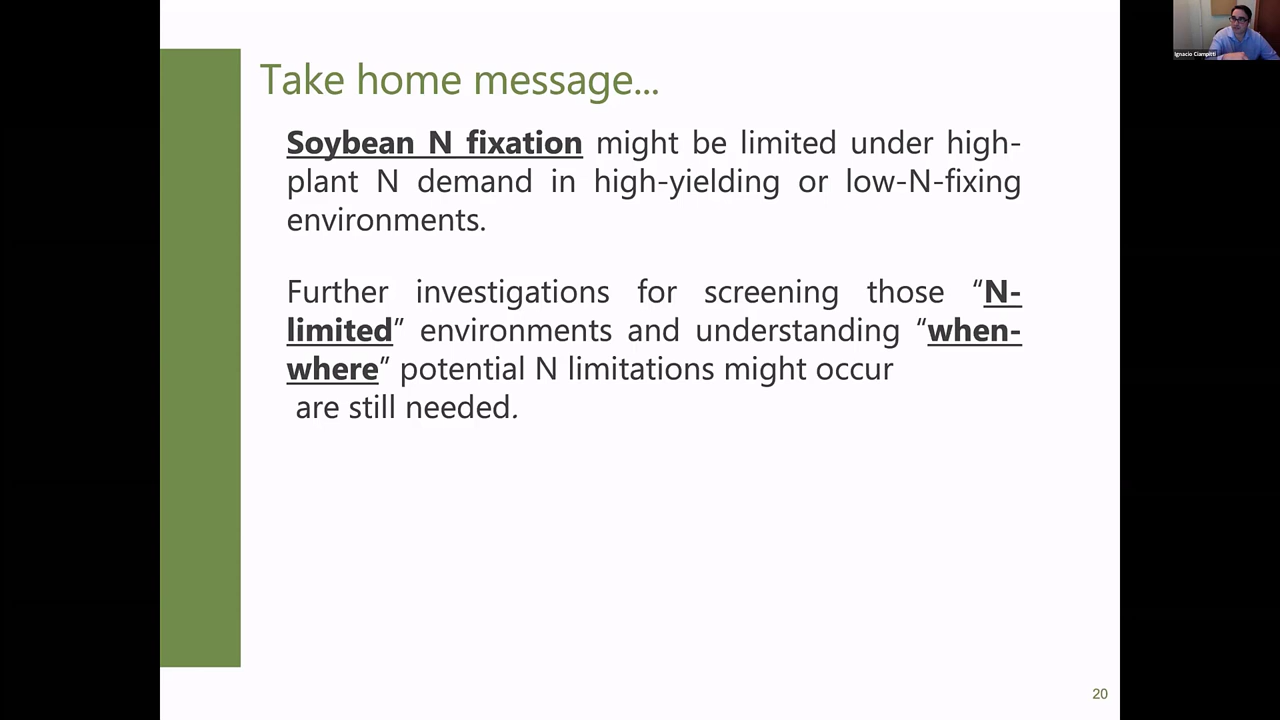 Take home message...
Soybean N fixation might be limited under high-
plant N demand in high-yielding or low-N-fixing
environments.
Further investigations for screening those “N-
limited” environments and understanding “when-
where” potential N limitations might occur
are still needed.
20
Ignacio Ciampitti